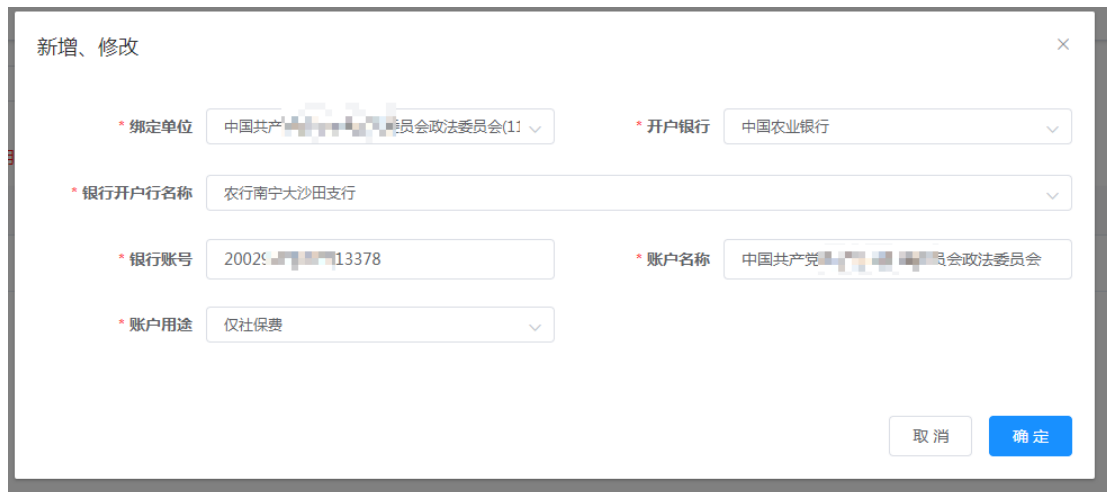 新增、修改
* 绑定单位 中国共产 委员会政法委员会(11 * 开户银行 中国农业银行
* 银行开户行名称 农行南宁大沙田支行
* 银行账号 20029 13378 * 账户名称 中国共产党 员会政法委员会
* 账户用途 仅社保费
取消 确定